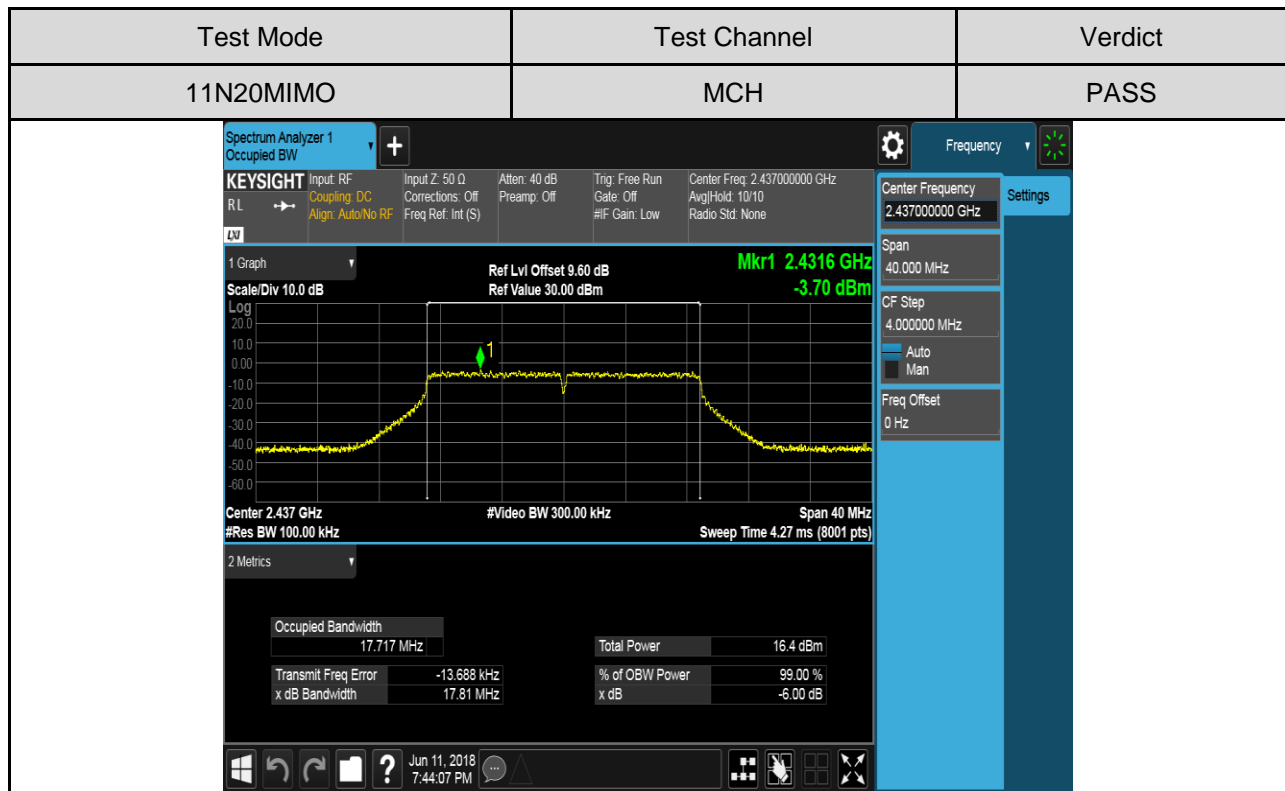 Test Mode Test Channel Verdict
11N20MIMO MCH PASS
Spectrum Analyzer 1
Occupied BW
+
Frequency
KEYSIGHT Input: RF Input Z: 50 Ω Atten: 40 dB Trig: Free Run Center Freq: 2.437000000 GHz
R L Coupling: DC Corrections: Off Preamp: Off Gate: Off Avg|Hold: 10/10
Align: Auto/No RF Freq Ref: Int (S) #IF Gain: Low Radio Std: None
LXI
Center Frequency
2.437000000 GHz
Settings
Span
40.000 MHz
CF Step
4.000000 MHz
Auto
Man
Freq Offset
0 Hz
1 Graph Ref Lvl Offset 9.60 dB Mkr1 2.4316 GHz
Scale/Div 10.0 dB Ref Value 30.00 dBm -3.70 dBm
Log
20.0
10.0
1
0.00
-10.0
-20.0
-30.0
-40.0
-50.0
-60.0
Center 2.437 GHz #Video BW 300.00 kHz Span 40 MHz
#Res BW 100.00 kHz Sweep Time 4.27 ms (8001 pts)
2 Metrics
Occupied Bandwidth
17.717 MHz Total Power 16.4 dBm
Transmit Freq Error -13.688 kHz % of OBW Power 99.00 %
x dB Bandwidth 17.81 MHz x dB -6.00 dB
? Jun 11, 2018
7:44:07 PM